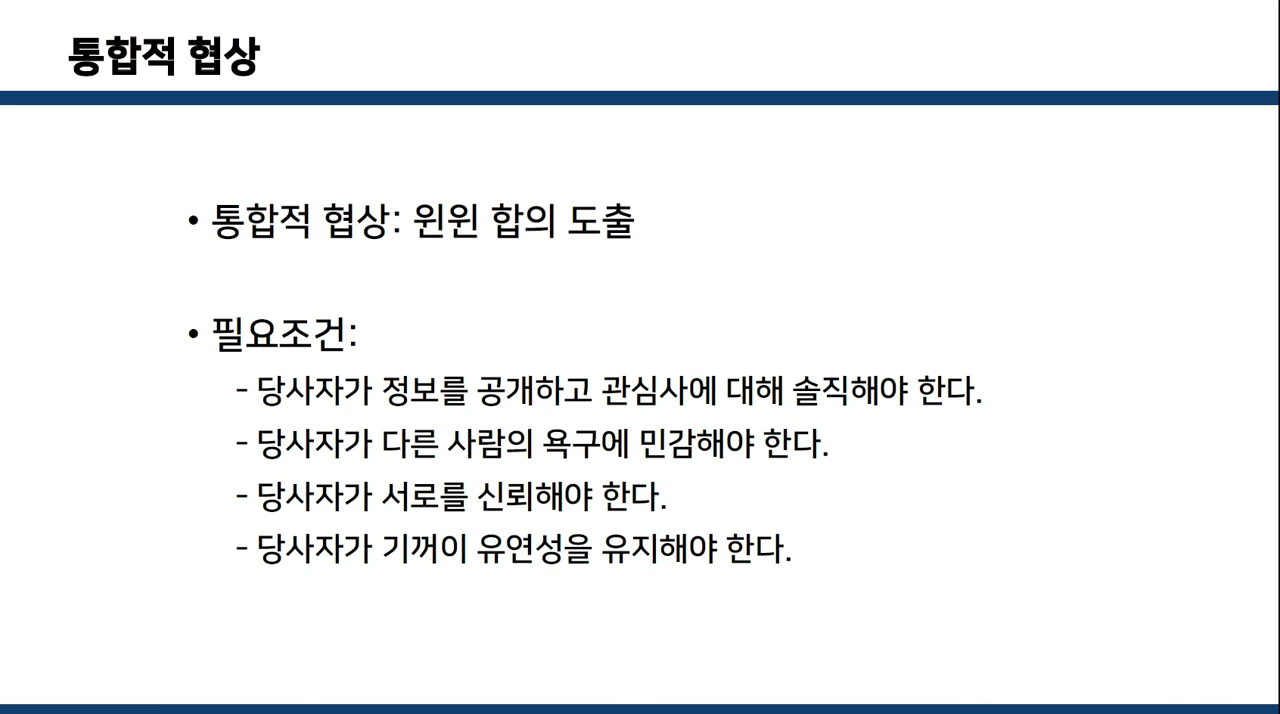 통합적 협상
• 통합적 협상: 윈윈 합의 도출
• 필요조건:
- 당사자가 정보를 공개하고 관심사에 대해 솔직해야 한다.
- 당사자가 다른 사람의 욕구에 민감해야 한다.
- 당사자가 서로를 신뢰해야 한다.
- 당사자가 기꺼이 유연성을 유지해야 한다.